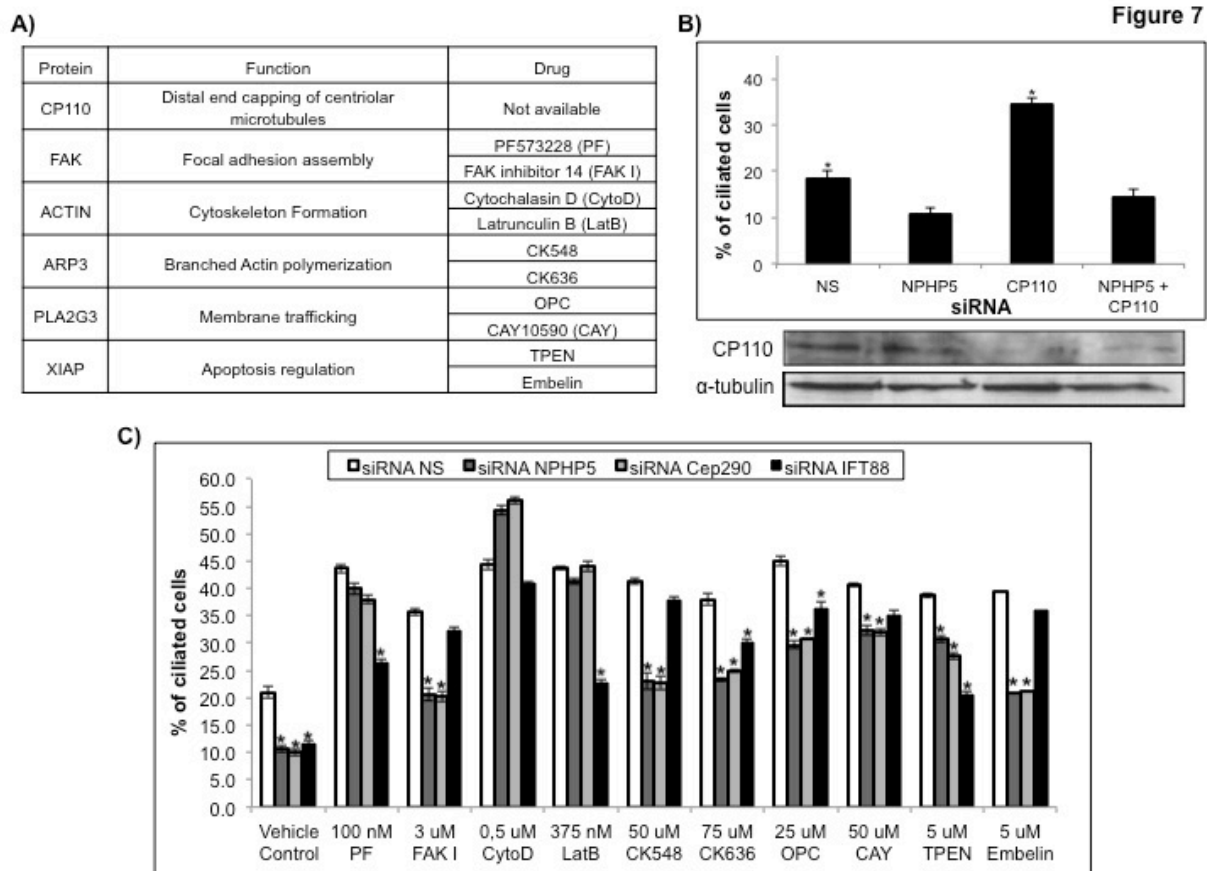 Figure 7
A)
Protein Function Drug
CP110 Distal end capping of centriolar microtubules Not available
FAK Focal adhesion assembly PF573228 (PF)
FAK inhibitor 14 (FAK I)
ACTIN Cytoskeleton Formation Cytochalasin D (CytoD)
Latrunculin B (LatB)
ARP3 Branched Actin polymerization CK548
CK636
PLA2G3 Membrane trafficking OPC
CAY10590 (CAY)
XIAP Apoptosis regulation TPEN
Embelin
B)
% of ciliated cells
40
30
20
10
0
* *
NS NPHP5 CP110 NPHP5 + CP110
siRNA
CP110
α-tubulin
C)
siRNA NS siRNA NPHP5 siRNA Cep290 siRNA IFT88
% of ciliated cells
60.0
55.0
50.0
45.0
40.0
35.0
30.0
25.0
20.0
15.0
10.0
5.0
0.0
* * * * * * * * * * * * * * * * * * * * *
Vehicle 100 nM 3 uM 0,5 uM 375 nM 50 uM 75 uM 25 uM 50 uM 5 uM 5 uM
Control PF FAK I CytoD LatB CK548 CK636 OPC CAY TPEN Embelin